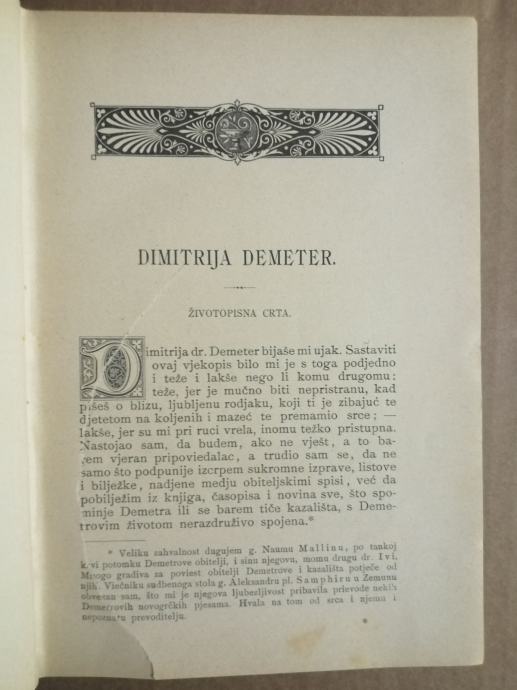 DIMITRIJA DEMETER.
ŽIVOTOPISNA CRTA.
Dimitrija dr. Demeter bijaše mi ujak. Sastaviti
ovaj vjekopis bilo mi je s toga podjedno
i teže i lakše nego li komu drugomu:
teže, jer je mučno biti nepristranu, kad
pišeš o blizu, ljubljenu rodjaku, koji ti je zibajuć te
djetetom na koljenih i mazeć te premamio srce; —
lakše, jer su mi pri ruci vrela, inomu težko pristupna.
Nastojao sam, da budem, ako ne vješt, a to ba-
rem vjeran pripoviedalac, a trudio sam se, da ne
samo što podpunije izcrpem sukromne izprave, listove
i bilježke, nadjene medju obiteljskimi spisi, već da
pobilježim iz knjiga, časopisa i novina sve, što spo-
minje Demetra ili se barem tiče kazališta, s Deme-
trovim životom nerazdruživo spojena.*
* Veliku zahvalnost dugujem g. Naumu Mallinu, po tankoj
krvi potomku Demetrove obitelji, i sinu njegovu, momu drugu dr. Ivi.
Mnogo gradiva za poviest obitelji Demetrove i kazališta potječe od
njih. Viećniku sudbenoga stola g. Aleksandru pl. Samphiru u Zemunu
obvezan sam, što mi je njegova ljubezljivost pribavila prievode nekih
Demetrovih novogrčkih pjesama. Hvala na tom od srca i njemu i
nepoznatu prevoditelju.